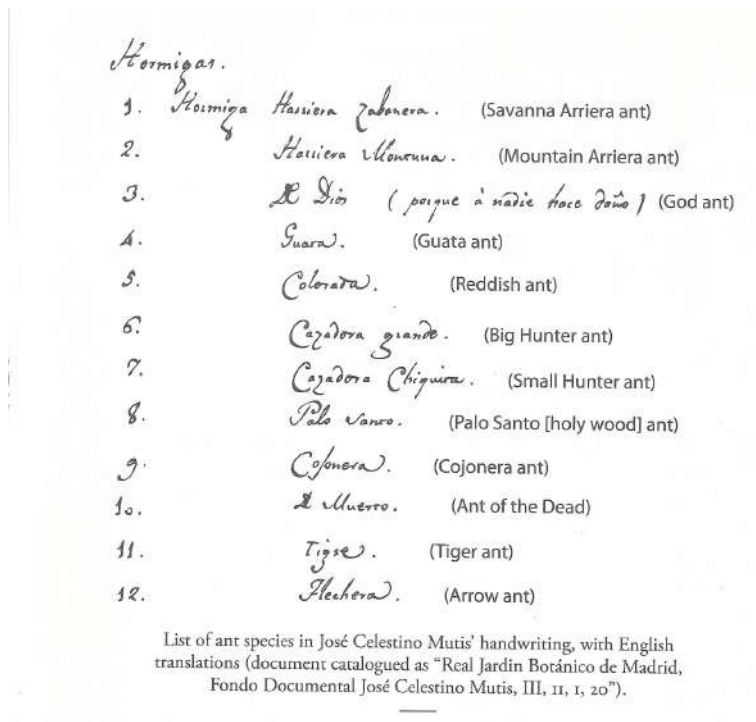 Hormigas.
1. Hormiga Harriera Zabanera. (Savanna Arriera ant)
2. Harriera Montuna. (Mountain Arriera ant)
3. De Dios (porque à nadie hace daño) (God ant)
4. Guata. (Guata ant)
5. Colorada. (Reddish ant)
6. Cazadora grande. (Big Hunter ant)
7. Cazadora Chiquita. (Small Hunter ant)
8. Palo Santo. (Palo Santo [holy wood] ant)
9. Cojonera. (Cojonera ant)
10. de Muerto. (Ant of the Dead)
11. Tigre. (Tiger ant)
12. Flechera. (Arrow ant)
List of ant species in José Celestino Mutis' handwriting, with English
translations (document catalogued as "Real Jardin Botánico de Madrid,
Fondo Documental José Celestino Mutis, III, 11, 1, 20").